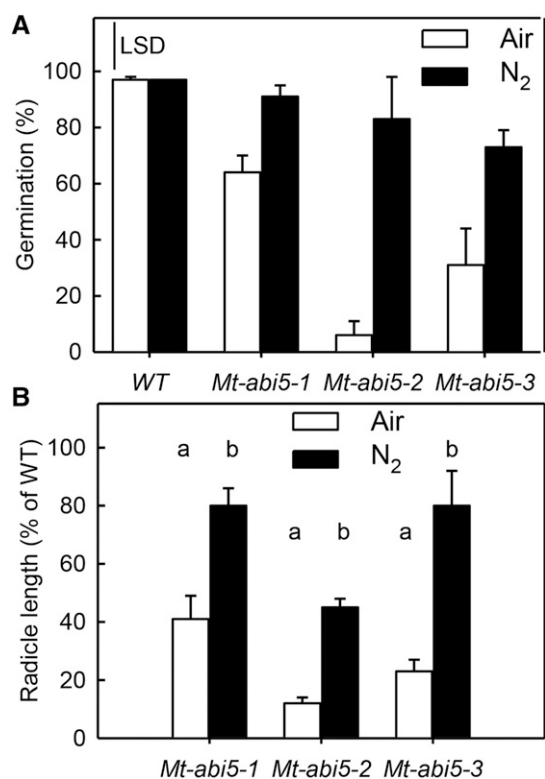 A
LSD
Air
N₂
Germination (%)
100
80
60
40
20
0
WT Mt-abi5-1 Mt-abi5-2 Mt-abi5-3
B
Air
N₂
a b a b a b
Radicle length (% of WT)
100
80
60
40
20
0
Mt-abi5-1 Mt-abi5-2 Mt-abi5-3